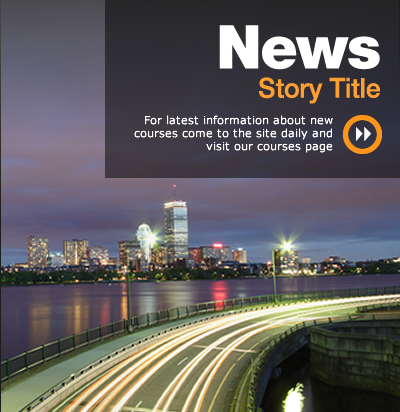 News
Story Title
For latest information about new
courses come to the site daily and
visit our courses page